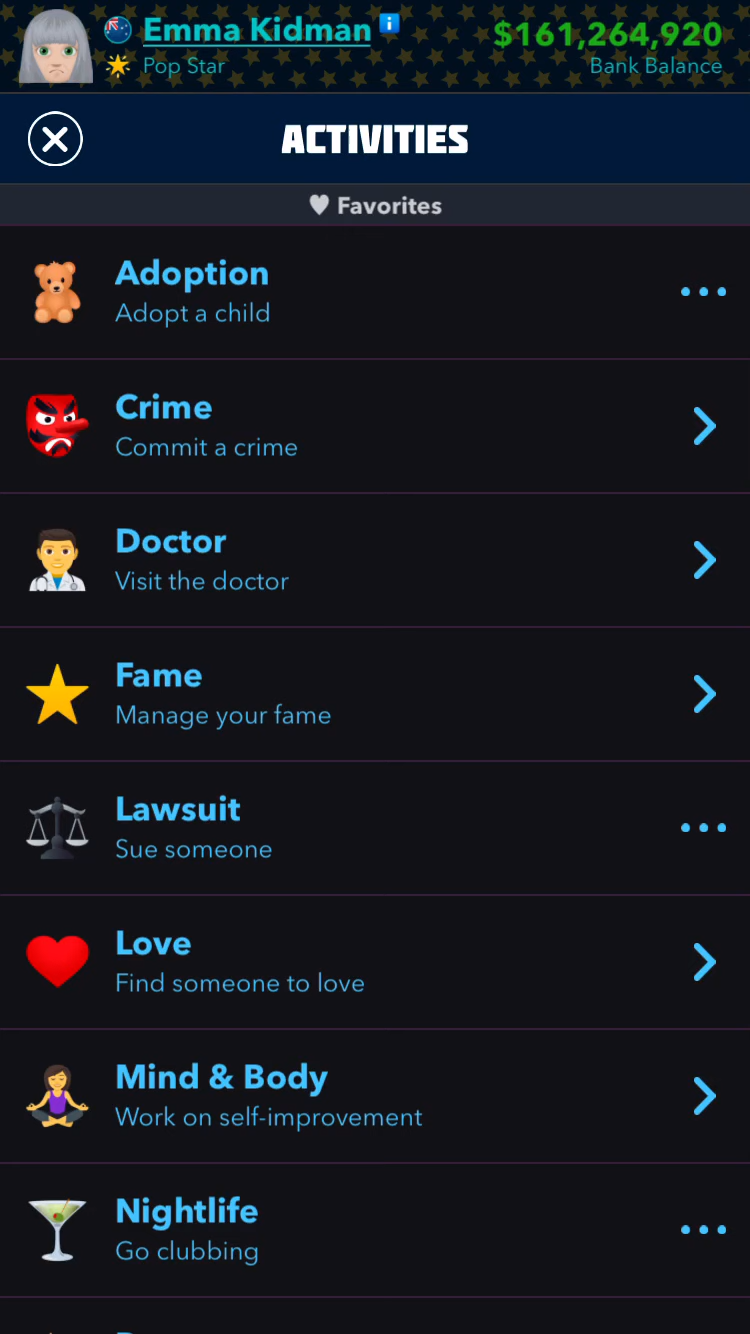 Emma Kidman
$161,264,920
Pop Star
Bank Balance
ACTIVITIES
Favorites
Adoption
Adopt a child
Crime
Commit a crime
Doctor
Visit the doctor
Fame
Manage your fame
Lawsuit
Sue someone
Love
Find someone to love
Mind & Body
Work on self-improvement
Nightlife
Go clubbing